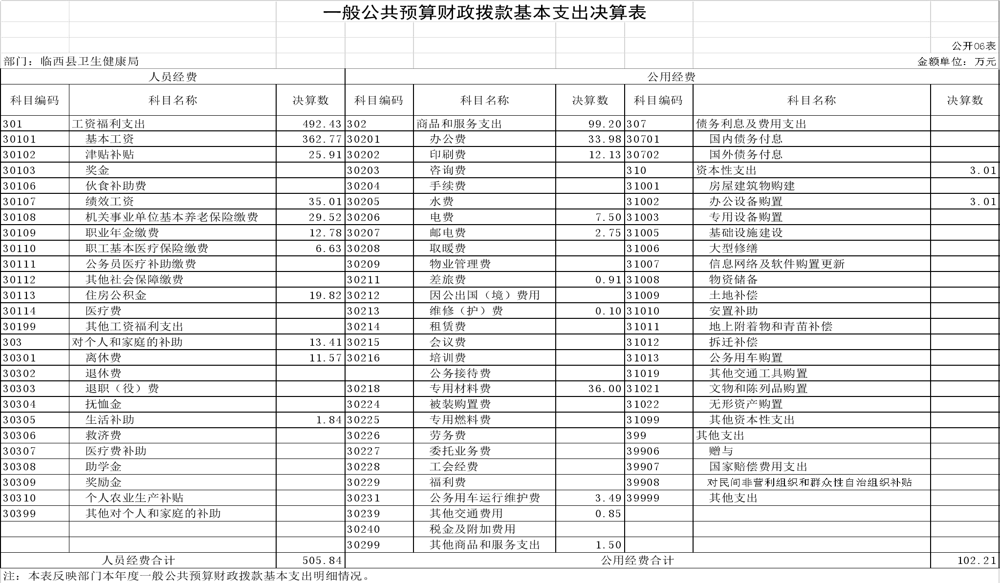 一般公共预算财政拨款基本支出决算表
公开06表
部门：临西县卫生健康局 金额单位：万元
人员经费 公用经费
科目编码 科目名称 决算数 科目编码 科目名称 决算数 科目编码 科目名称 决算数
301 工资福利支出 492.43 302 商品和服务支出 99.20 307 债务利息及费用支出
30101 基本工资 362.77 30201 办公费 33.98 30701 国内债务付息
30102 津贴补贴 25.91 30202 印刷费 12.13 30702 国外债务付息
30103 奖金 30203 咨询费 310 资本性支出 3.01
30106 伙食补助费 30204 手续费 31001 房屋建筑物购建
30107 绩效工资 35.01 30205 水费 31002 办公设备购置 3.01
30108 机关事业单位基本养老保险缴费 29.52 30206 电费 7.50 31003 专用设备购置
30109 职业年金缴费 12.78 30207 邮电费 2.75 31005 基础设施建设
30110 职工基本医疗保险缴费 6.63 30208 取暖费 31006 大型修缮
30111 公务员医疗补助缴费 30209 物业管理费 31007 信息网络及软件购置更新
30112 其他社会保障缴费 30211 差旅费 0.91 31008 物资储备
30113 住房公积金 19.82 30212 因公出国（境）费用 31009 土地补偿
30114 医疗费 30213 维修（护）费 0.10 31010 安置补助
30199 其他工资福利支出 30214 租赁费 31011 地上附着物和青苗补偿
303 对个人和家庭的补助 13.41 30215 会议费 31012 拆迁补偿
30301 离休费 11.57 30216 培训费 31013 公务用车购置
30302 退休费 公务接待费 31019 其他交通工具购置
30303 退职（役）费 30218 专用材料费 36.00 31021 文物和陈列品购置
30304 抚恤金 30224 被装购置费 31022 无形资产购置
30305 生活补助 1.84 30225 专用燃料费 31099 其他资本性支出
30306 救济费 30226 劳务费 399 其他支出
30307 医疗费补助 30227 委托业务费 39906 赠与
30308 助学金 30228 工会经费 39907 国家赔偿费用支出
30309 奖励金 30229 福利费 39908 对民间非营利组织和群众性自治组织补贴
30310 个人农业生产补贴 30231 公务用车运行维护费 3.49 39999 其他支出
30399 其他对个人和家庭的补助 30239 其他交通费用 0.85
30240 税金及附加费用
30299 其他商品和服务支出 1.50
人员经费合计 505.84 公用经费合计 102.21
注：本表反映部门本年度一般公共预算财政拨款基本支出明细情况。